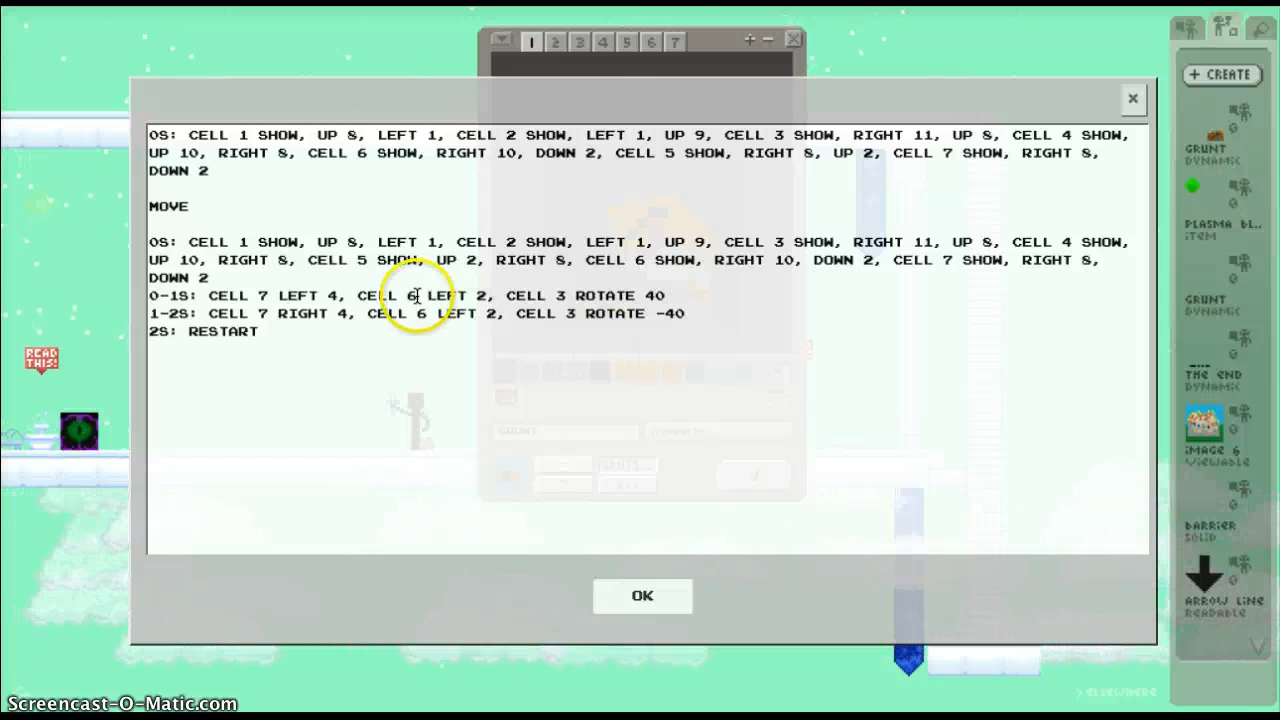 1 2 3 4 5 6 7 + −
+ CREATE
0S: CELL 1 SHOW, UP 8, LEFT 1, CELL 2 SHOW, LEFT 1, UP 9, CELL 3 SHOW, RIGHT 11, UP 8, CELL 4 SHOW,
UP 10, RIGHT 8, CELL 6 SHOW, RIGHT 10, DOWN 2, CELL 5 SHOW, RIGHT 8, UP 2, CELL 7 SHOW, RIGHT 8,
DOWN 2
MOVE
0S: CELL 1 SHOW, UP 8, LEFT 1, CELL 2 SHOW, LEFT 1, UP 9, CELL 3 SHOW, RIGHT 11, UP 8, CELL 4 SHOW,
UP 10, RIGHT 8, CELL 5 SHOW, UP 2, RIGHT 8, CELL 6 SHOW, RIGHT 10, DOWN 2, CELL 7 SHOW, RIGHT 8,
DOWN 2
0-1S: CELL 7 LEFT 4, CELL 6 LEFT 2, CELL 3 ROTATE 40
1-2S: CELL 7 RIGHT 4, CELL 6 LEFT 2, CELL 3 ROTATE -40
2S: RESTART
OK
READ
THIS!
GRUNT
DYNAMIC
PLASMA BL..
ITEM
GRUNT
DYNAMIC
THE END
DYNAMIC
IMAGE 6
VIEWABLE
BARRIER
SOLID
ARROW LINE
READABLE
>ELSEWHERE
Screencast-O-Matic.com